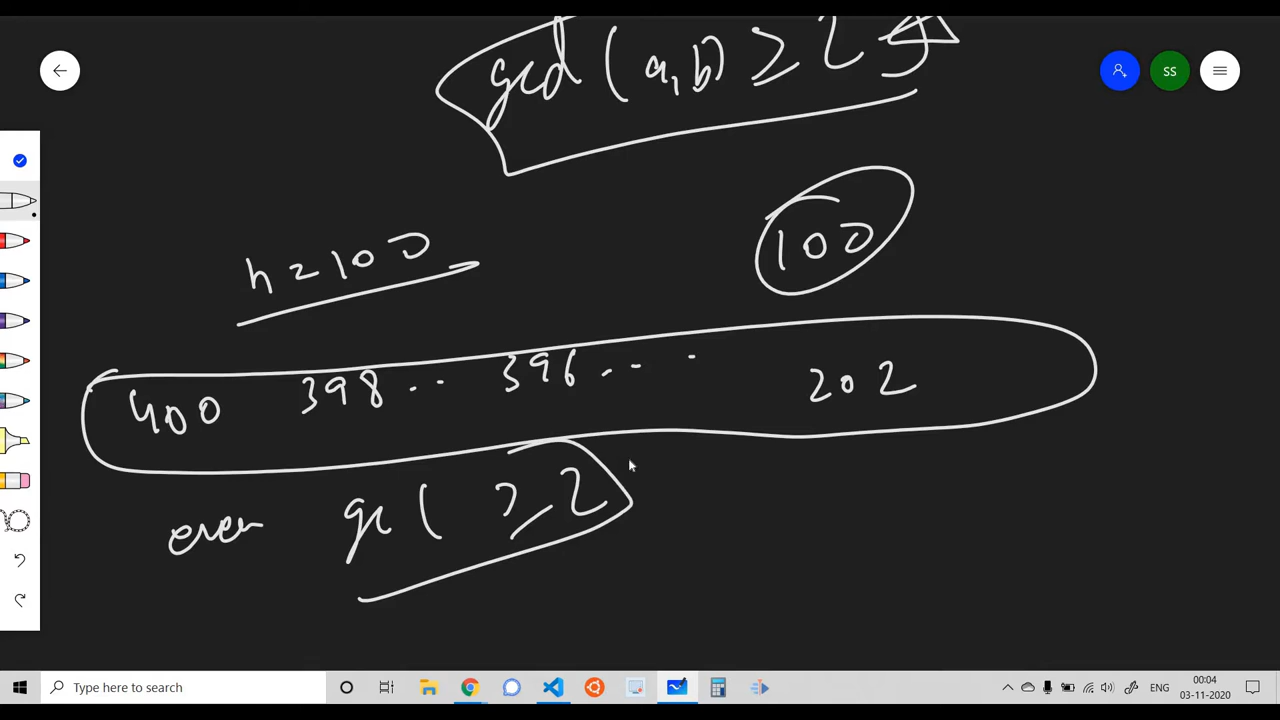 gcd (a,b) ≥ 2
SS
100
n=100
400 398.. 396... . 202
even gc( ≥2
Type here to search
ENG
00:04
03-11-2020